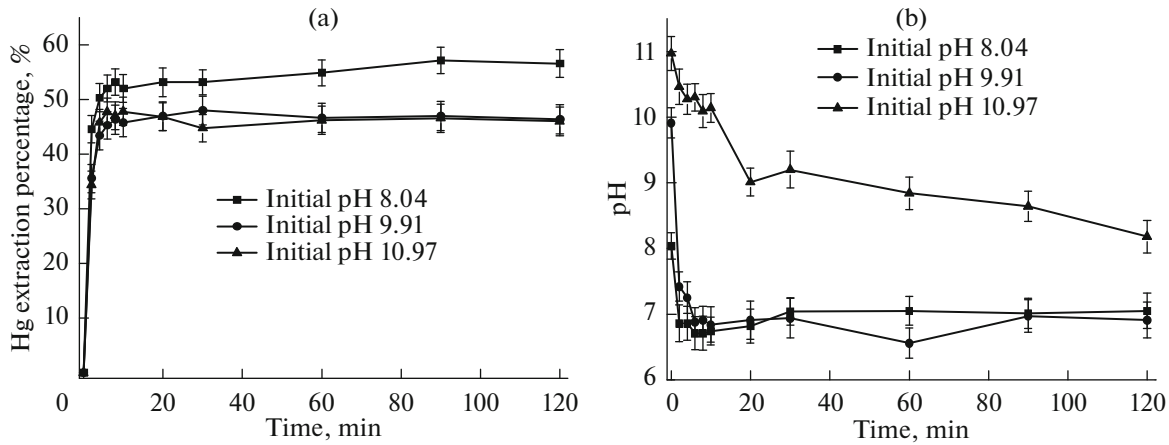 (a)
Hg extraction percentage, %
60
50
40
30
20
10
0
20
40
60
80
100
120
Time, min
Initial pH 8.04
Initial pH 9.91
Initial pH 10.97
(b)
pH
11
10
9
8
7
6
0
20
40
60
80
100
120
Time, min
Initial pH 8.04
Initial pH 9.91
Initial pH 10.97